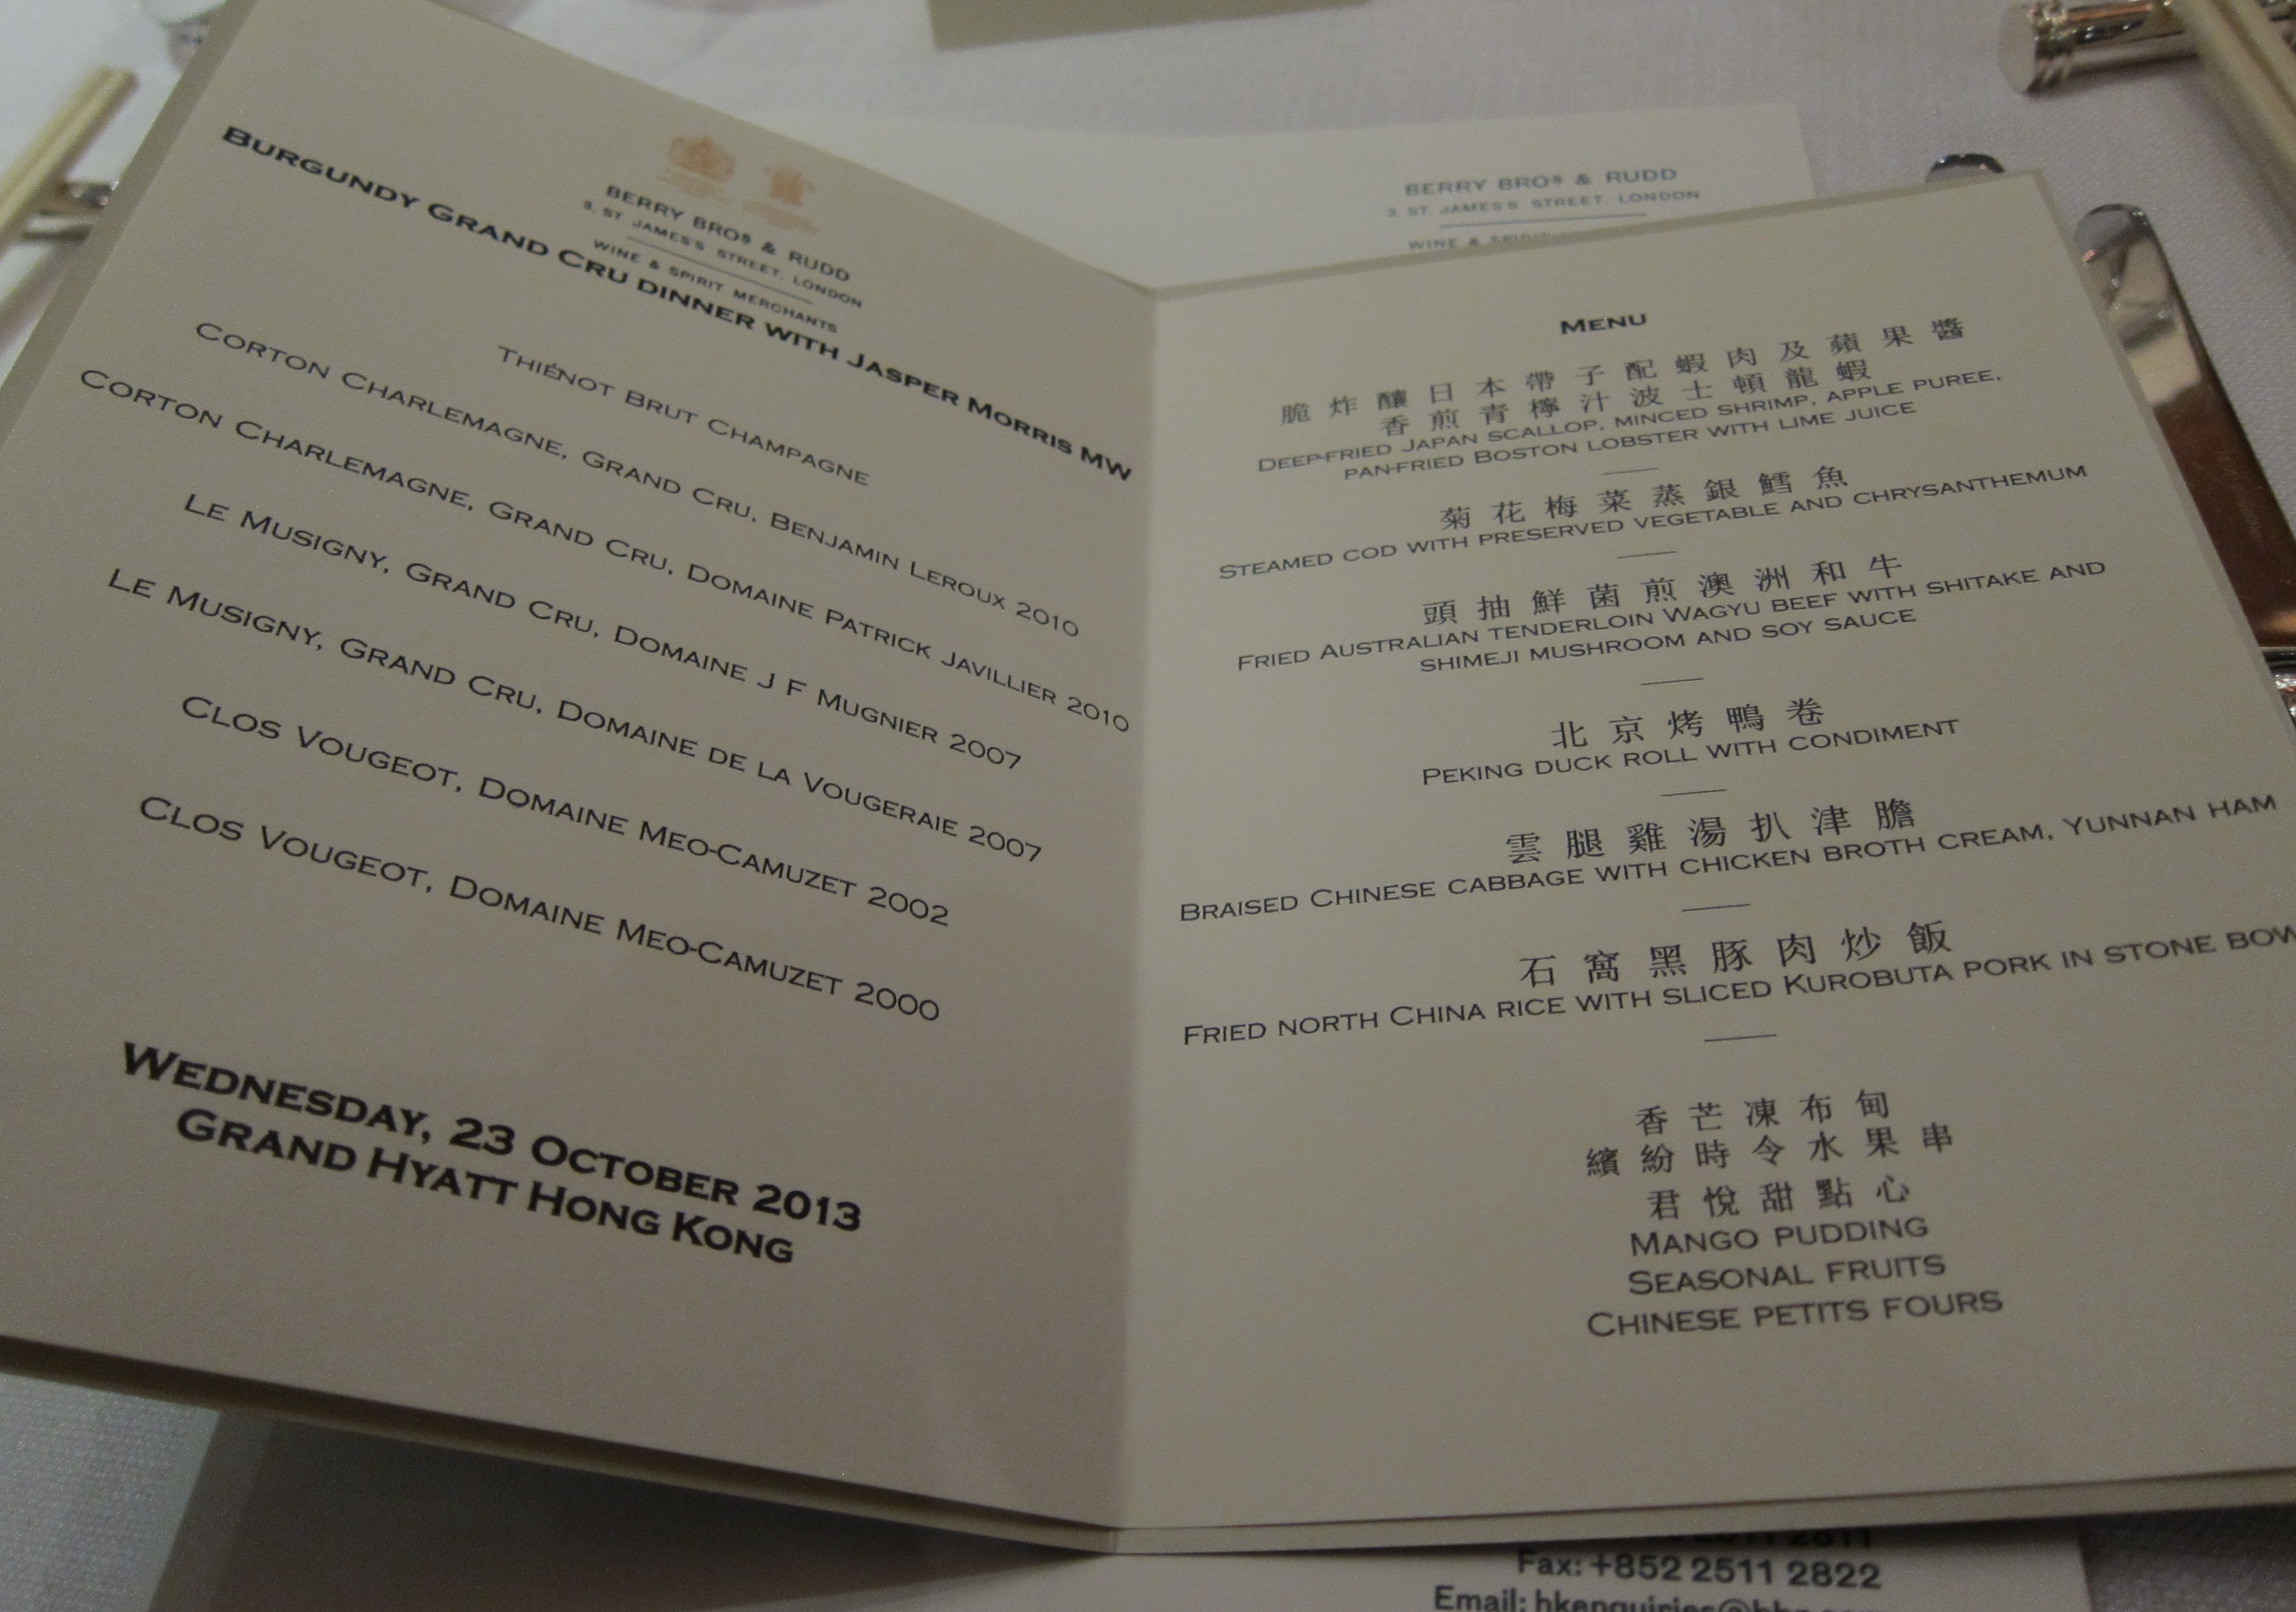 BERRY BROS & RUDD
3, ST. JAMES'S STREET, LONDON
WINE & SPIRIT MERCHANTS
BURGUNDY GRAND CRU DINNER WITH JASPER MORRIS MW
THIÉNOT BRUT CHAMPAGNE
CORTON CHARLEMAGNE, GRAND CRU, BENJAMIN LEROUX 2010
CORTON CHARLEMAGNE, GRAND CRU, DOMAINE PATRICK JAVILLIER 2010
LE MUSIGNY, GRAND CRU, DOMAINE J F MUGNIER 2007
LE MUSIGNY, GRAND CRU, DOMAINE DE LA VOUGERAIE 2007
CLOS VOUGEOT, DOMAINE MEO-CAMUZET 2002
CLOS VOUGEOT, DOMAINE MEO-CAMUZET 2000
WEDNESDAY, 23 OCTOBER 2013
GRAND HYATT HONG KONG
BERRY BROS & RUDD
3, ST. JAMES'S STREET, LONDON
WINE & SPIRIT
MENU
脆炸釀日本帶子配蝦肉及蘋果醬
香煎青檸汁波士頓龍蝦
DEEP-FRIED JAPAN SCALLOP, MINCED SHRIMP, APPLE PUREE,
PAN-FRIED BOSTON LOBSTER WITH LIME JUICE
菊花梅菜蒸銀鱈魚
STEAMED COD WITH PRESERVED VEGETABLE AND CHRYSANTHEMUM
頭抽鮮菌煎澳洲和牛
FRIED AUSTRALIAN TENDERLOIN WAGYU BEEF WITH SHITAKE AND
SHIMEJI MUSHROOM AND SOY SAUCE
北京烤鴨卷
PEKING DUCK ROLL WITH CONDIMENT
雲腿雞湯扒津膽
BRAISED CHINESE CABBAGE WITH CHICKEN BROTH CREAM, YUNNAN HAM
石窩黑豚肉炒飯
FRIED NORTH CHINA RICE WITH SLICED KUROBUTA PORK IN STONE BOW
香芒凍布甸
繽紛時令水果串
君悅甜點心
MANGO PUDDING
SEASONAL FRUITS
CHINESE PETITS FOURS
Fax: +852 2511 2822
Email: